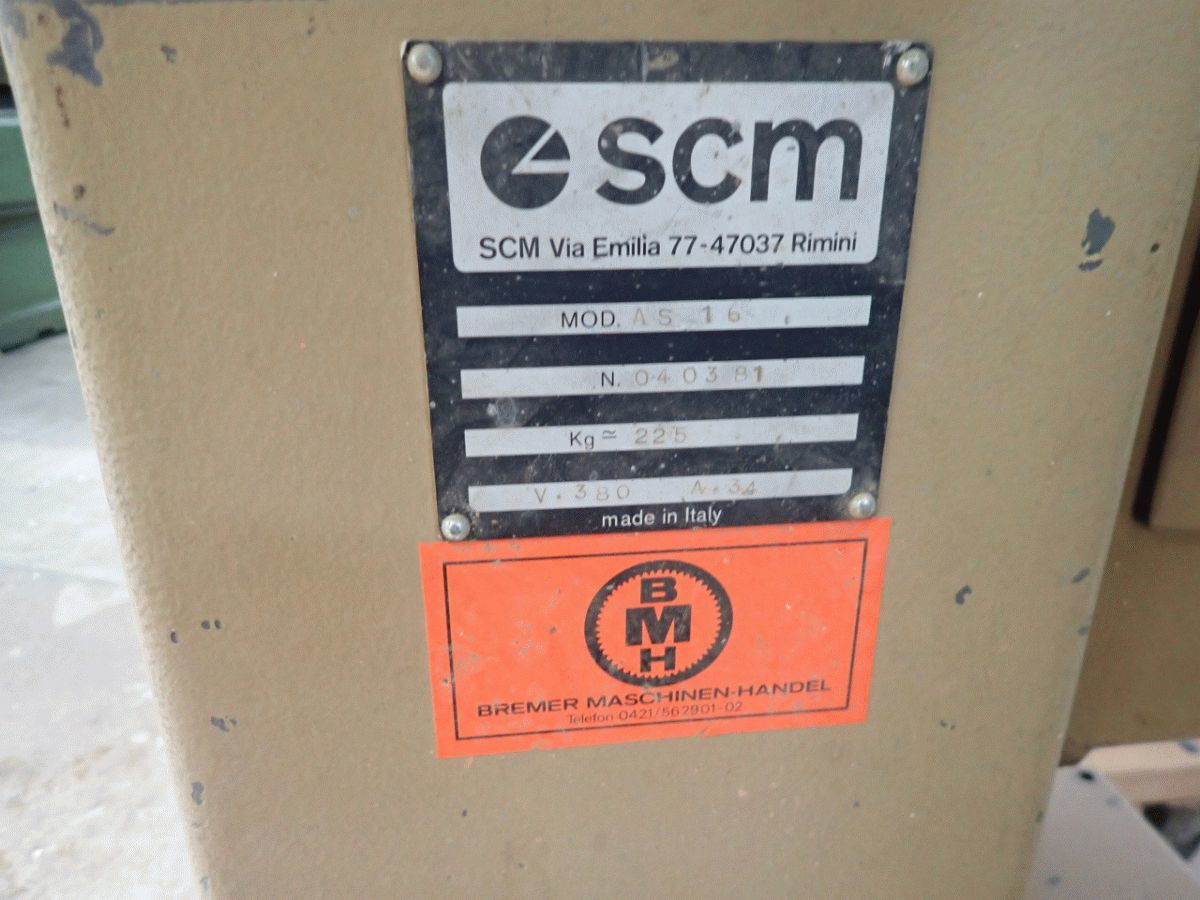 scm
SCM Via Emilia 77-47037 Rimini
MOD. AS 16
N. 040381
Kg ≃ 225
V. 380 A. 34
made in Italy
B
M
H
BREMER MASCHINEN-HANDEL
Telefon 0421/562901-02